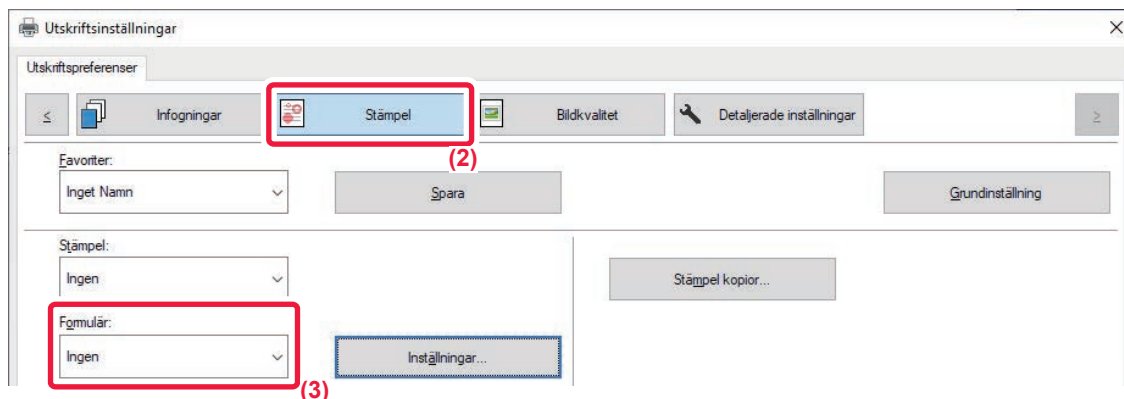 Utskriftsinställningar
Utskriftspreferenser
< Infogningar Stämpel Bildkvalitet Detaljerade inställningar >
(2)
Favoriter:
Inget Namn Spara Grundinställning
Stämpel:
Ingen Stämpel kopior...
Formulär:
Ingen Inställningar...
(3)